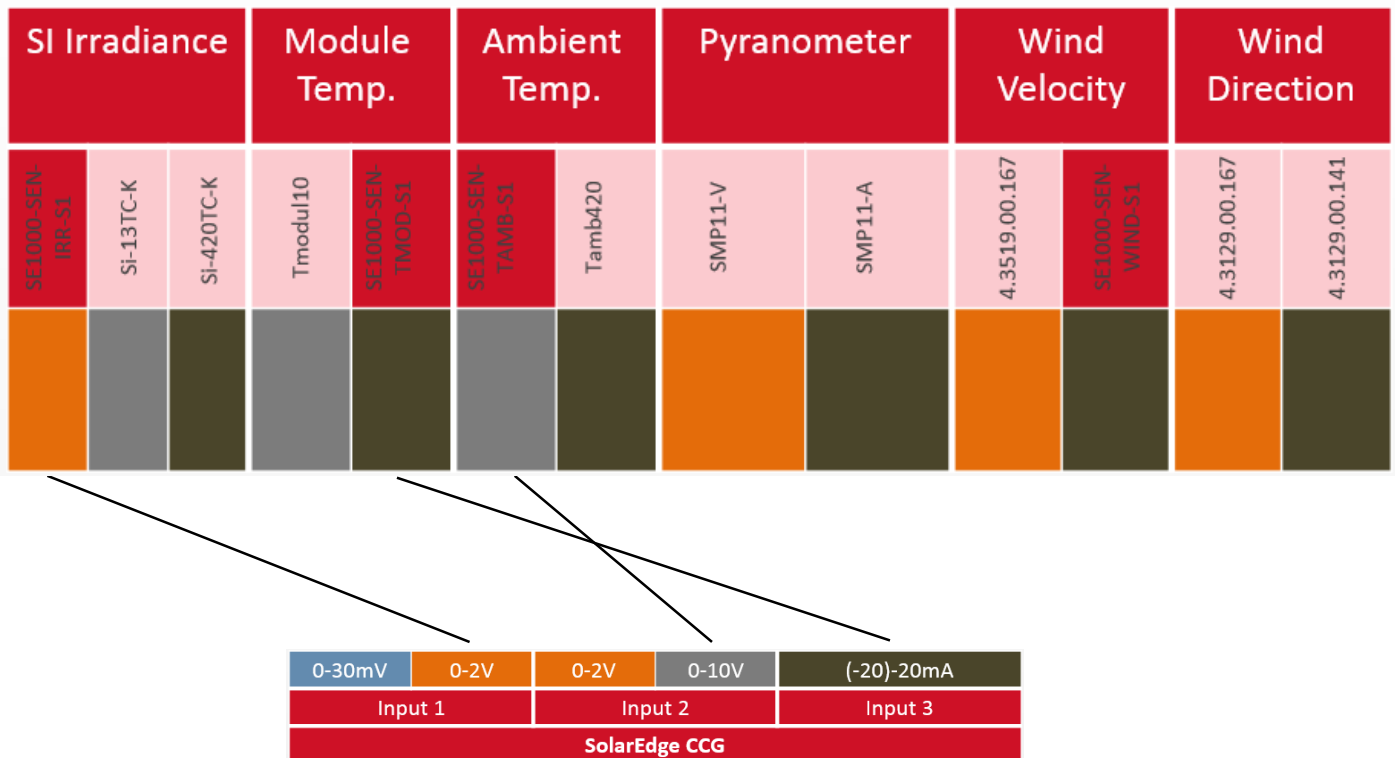 SI Irradiance
Module
Temp.
Ambient
Temp.
Pyranometer
Wind
Velocity
Wind
Direction
SE1000-SEN-
IRR-S1
Si-13TC-K
Si-420TC-K
Tmodul10
SE1000-SEN-
TMOD-S1
SE1000-SEN-
TAMB-S1
Tamb420
SMP11-V
SMP11-A
4.3519.00.167
SE1000-SEN-
WIND-S1
4.3129.00.167
4.3129.00.141
0-30mV
0-2V
0-2V
0-10V
(-20)-20mA
Input 1
Input 2
Input 3
SolarEdge CCG